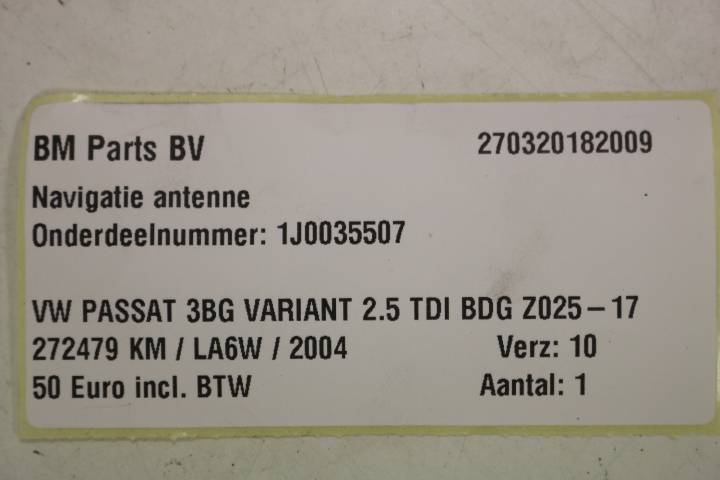 BM Parts BV 270320182009
Navigatie antenne
Onderdeelnummer: 1J0035507
VW PASSAT 3BG VARIANT 2.5 TDI BDG Z025-17
272479 KM / LA6W / 2004 Verz: 10
50 Euro incl. BTW Aantal: 1